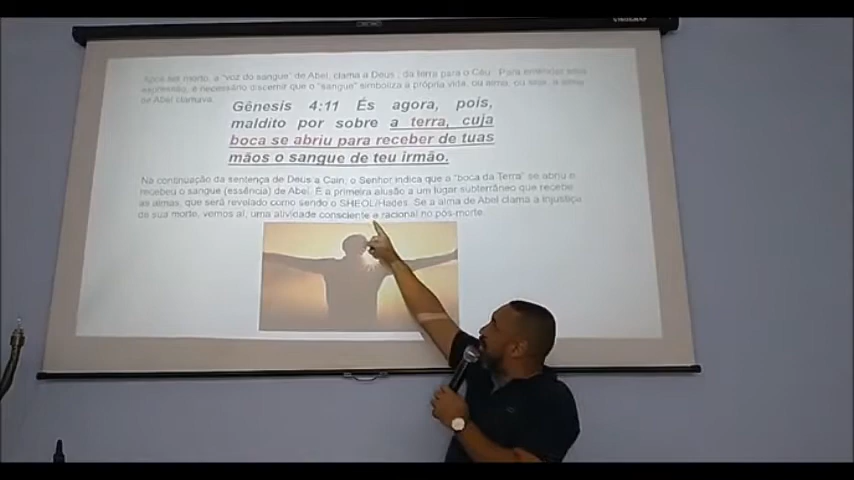 Após ser morto, a "voz do sangue" de Abel, clama a Deus , da terra para o Céu. Para entender essa
expressão, é necessário discernir que o "sangue" simboliza a própria vida, ou alma, ou seja, a alma
de Abel clamava.
Gênesis 4:11 És agora, pois,
maldito por sobre a terra, cuja
boca se abriu para receber de tuas
mãos o sangue de teu irmão.
Na continuação da sentença de Deus a Cain, o Senhor indica que a "boca da Terra" se abriu e
recebeu o sangue (essência) de Abel. É a primeira alusão a um lugar subterrâneo que recebe
as almas, que será revelado como sendo o SHEOL/Hades. Se a alma de Abel clama a injustiça
de sua morte, vemos aí, uma atividade consciente e racional no pós-morte.